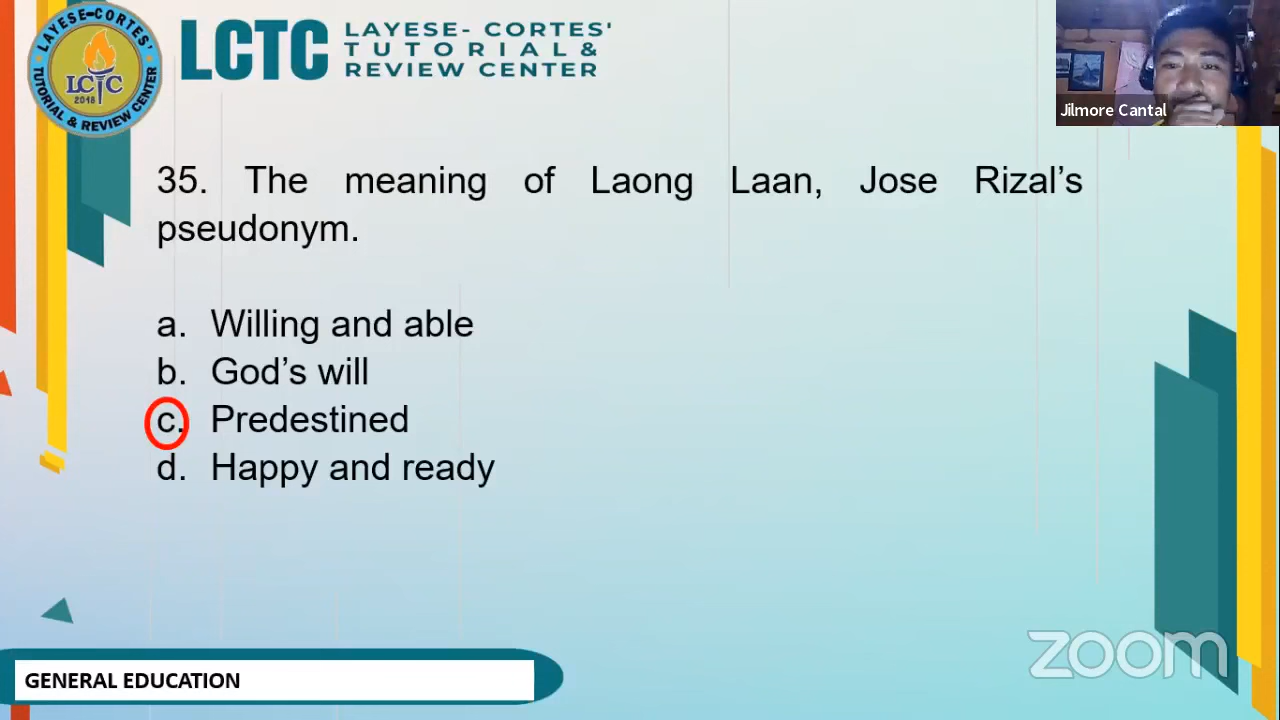 LAYESE-CORTES'
TUTORIAL & REVIEW CENTER
LCTC
2018
LCTC
LAYESE- CORTES'
TUTORIAL &
REVIEW CENTER
Jilmore Cantal
35. The meaning of Laong Laan, Jose Rizal's
pseudonym.
a. Willing and able
b. God's will
c. Predestined
d. Happy and ready
zoom
GENERAL EDUCATION